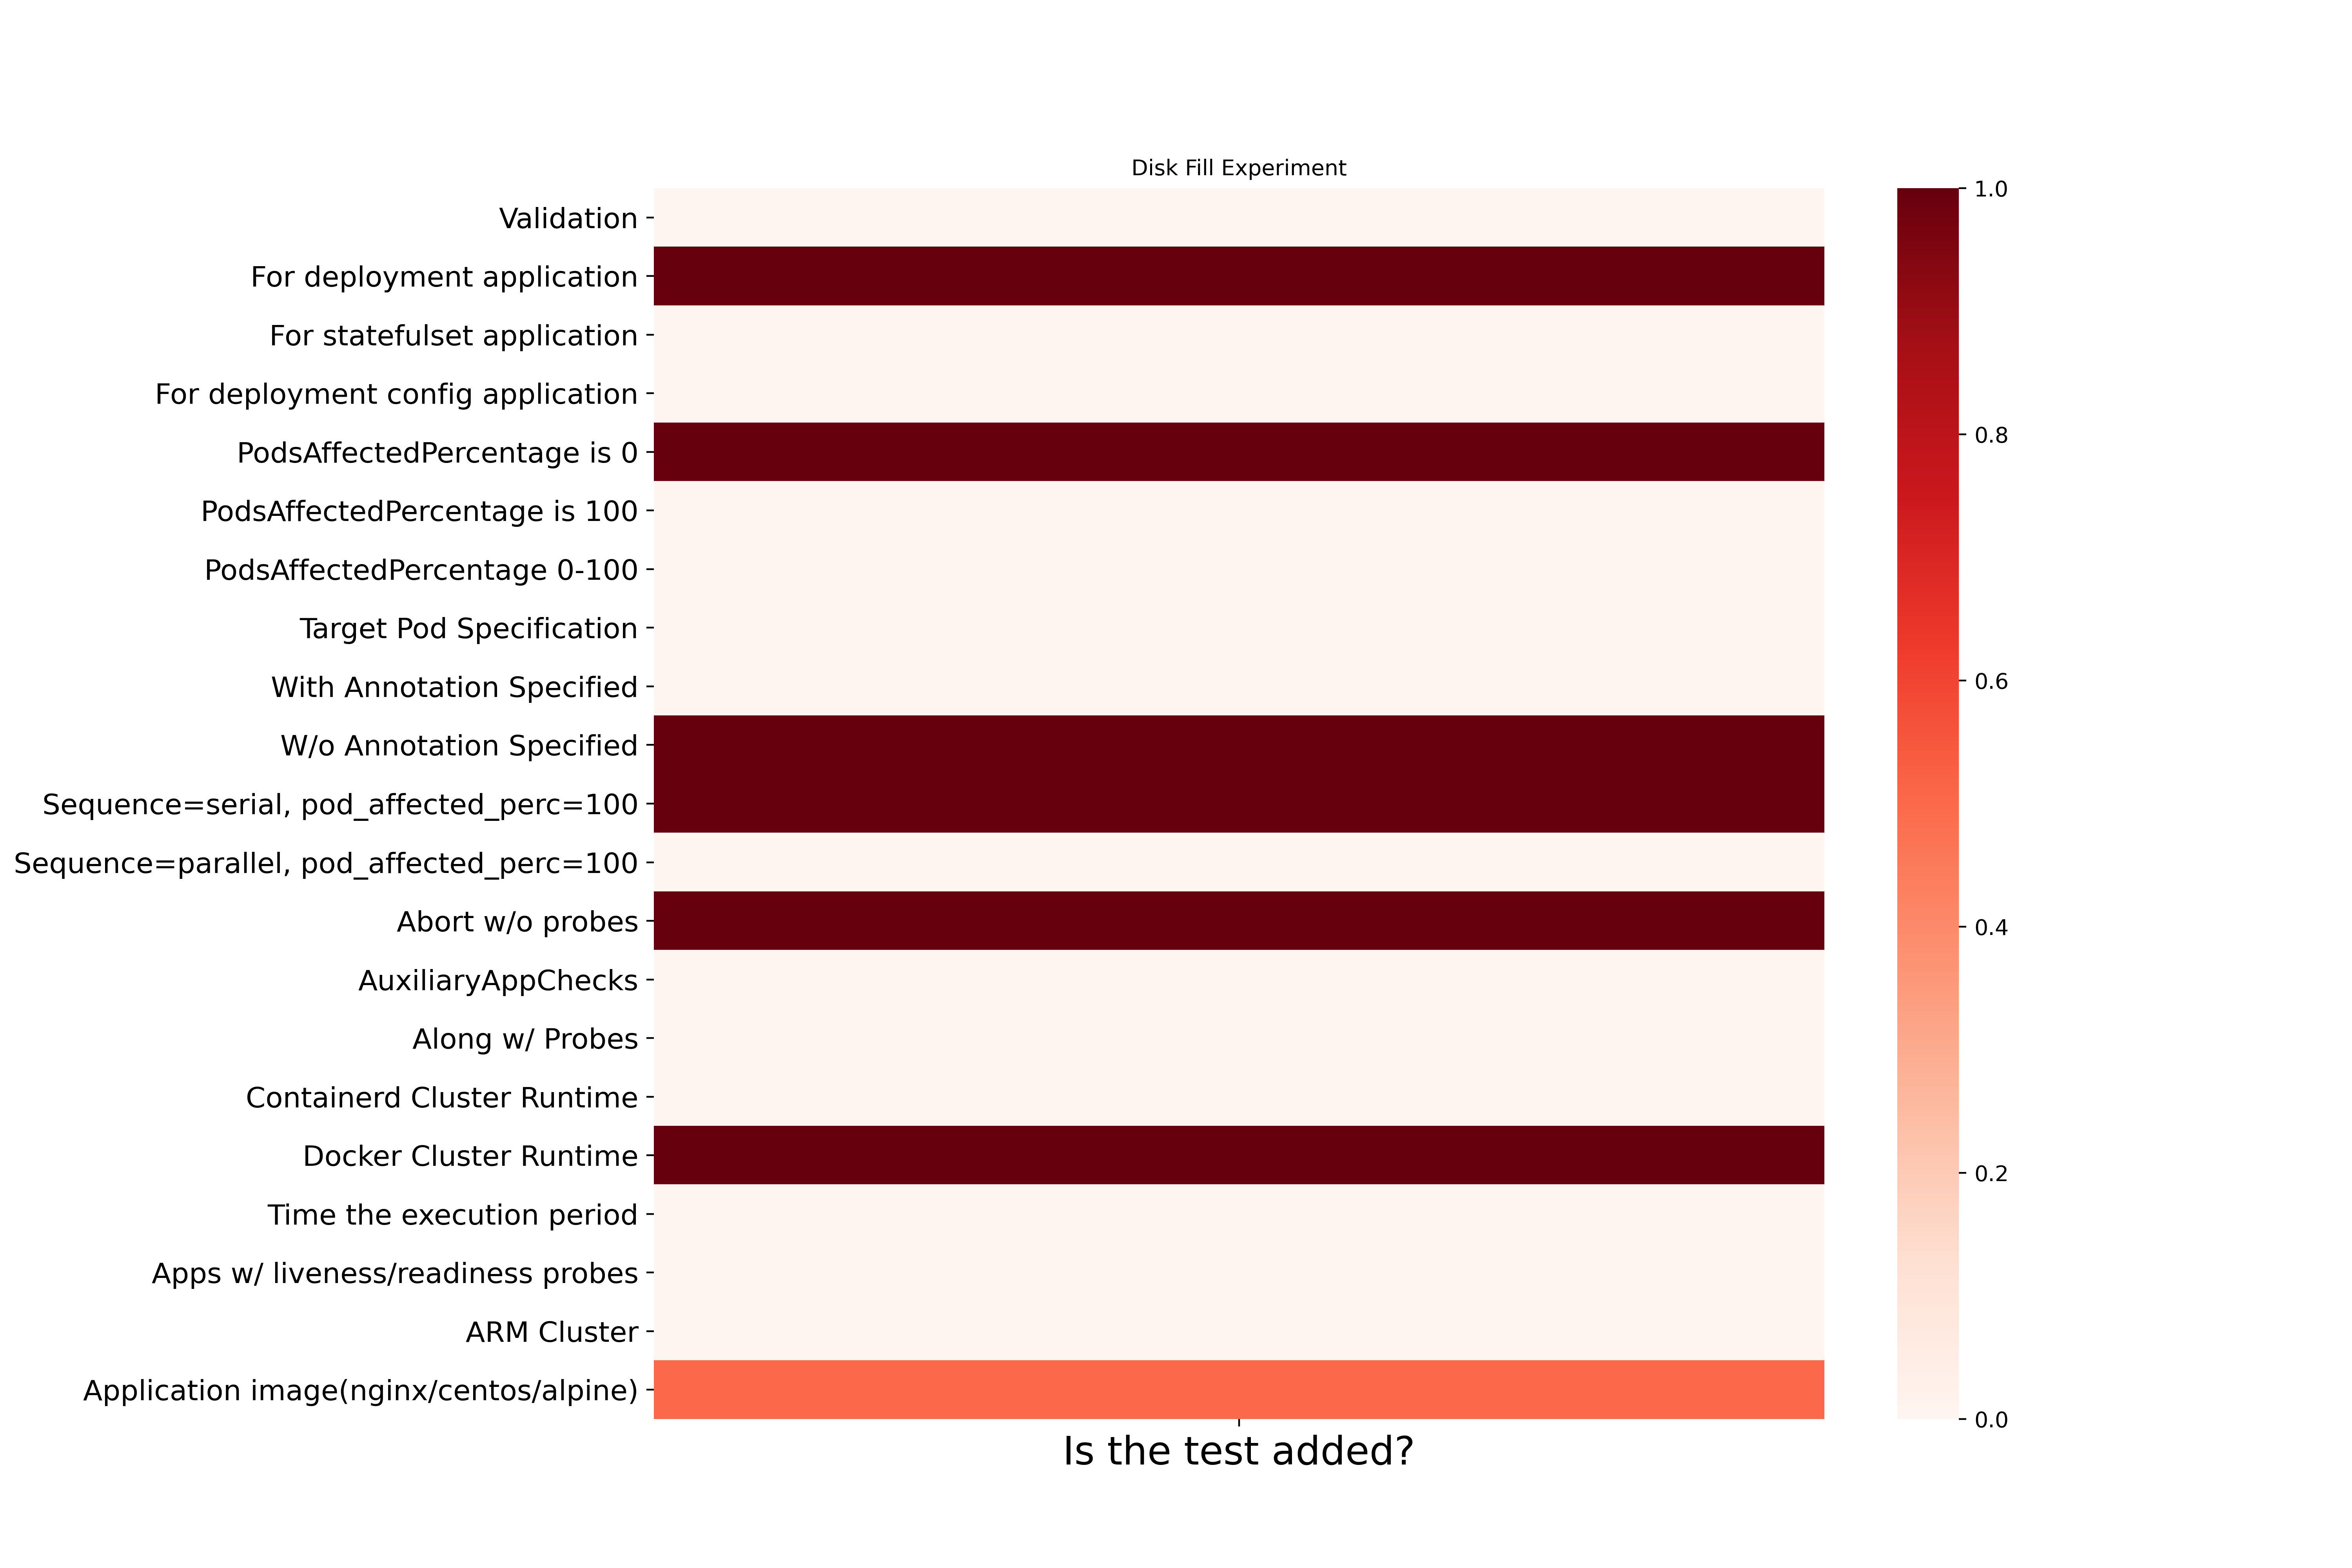 Disk Fill Experiment
Validation
For deployment application
For statefulset application
For deployment config application
PodsAffectedPercentage is 0
PodsAffectedPercentage is 100
PodsAffectedPercentage 0-100
Target Pod Specification
With Annotation Specified
W/o Annotation Specified
Sequence=serial, pod_affected_perc=100
Sequence=parallel, pod_affected_perc=100
Abort w/o probes
AuxiliaryAppChecks
Along w/ Probes
Containerd Cluster Runtime
Docker Cluster Runtime
Time the execution period
Apps w/ liveness/readiness probes
ARM Cluster
Application image(nginx/centos/alpine)
Is the test added?
1.0
0.8
0.6
0.4
0.2
0.0